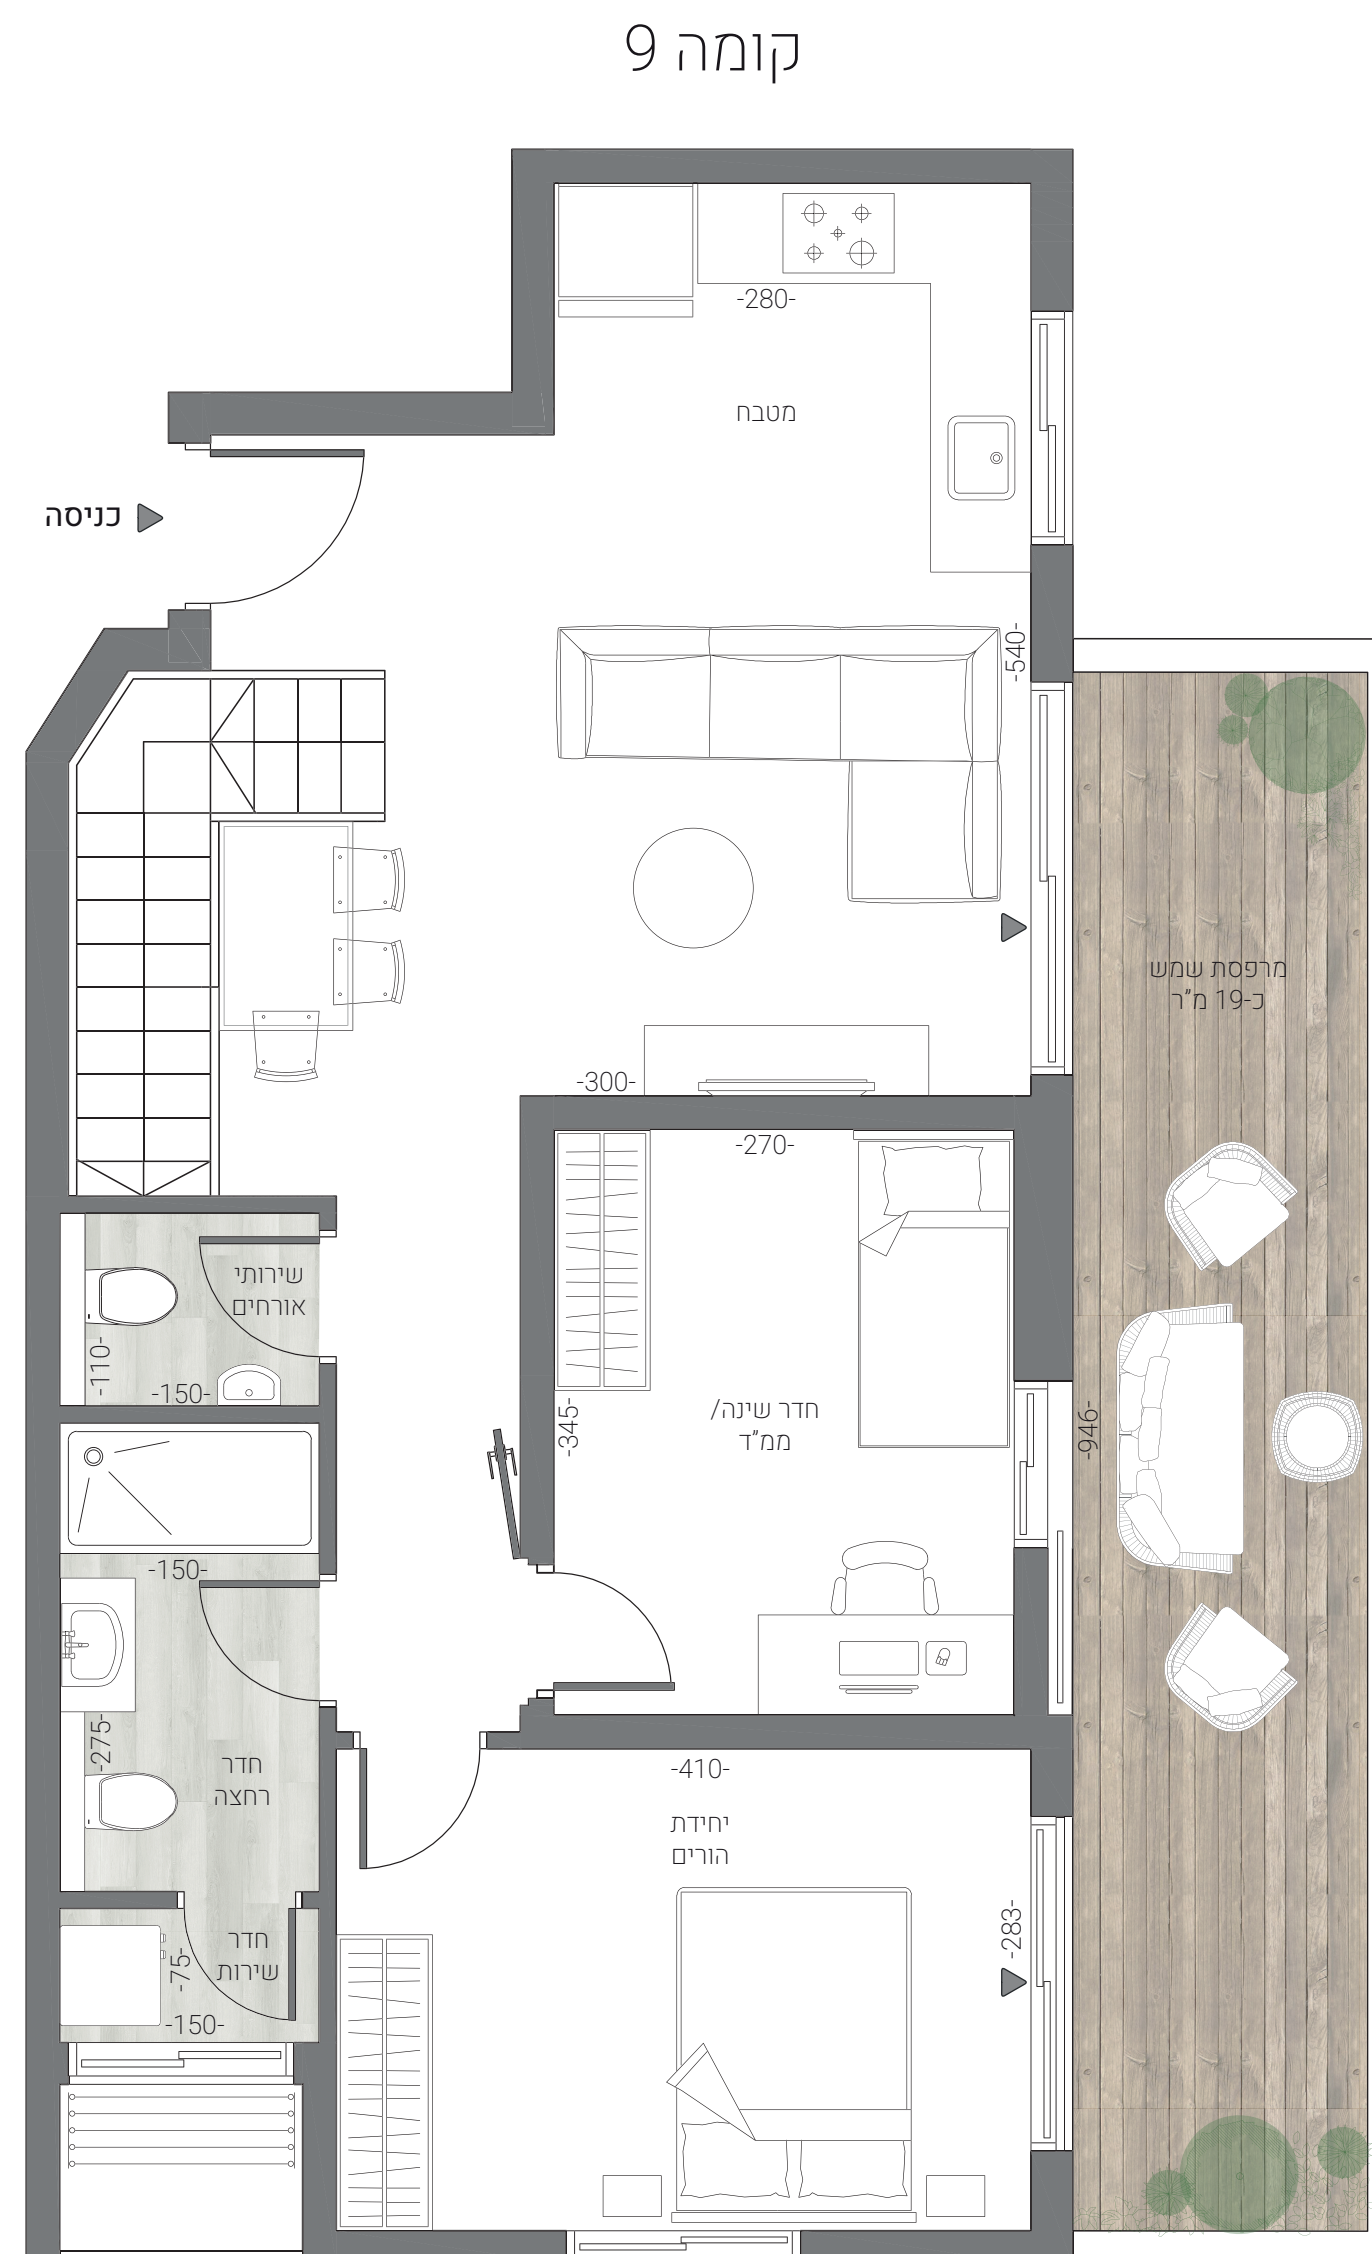 קומה 9
-280-
מטבח
כניסה
-540-
מרפסת שמש
כ-19 מ"ר
-300-
-270-
שירותי
אורחים
-110-
-150-
-345-
חדר שינה/
ממ"ד
-946-
-150-
-275-
חדר
רחצה
-410-
יחידת
הורים
-283-
חדר
שירות
-75-
-150-